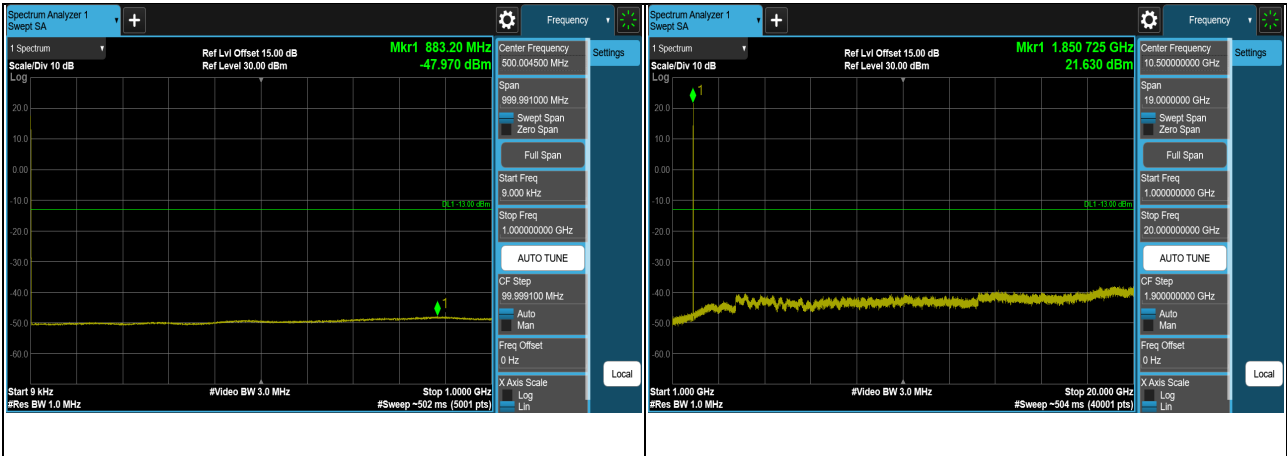 Spectrum Analyzer 1
Swept SA
+
Frequency
1 Spectrum
Scale/Div 10 dB
Log
Ref Lvl Offset 15.00 dB
Ref Level 30.00 dBm
Mkr1 883.20 MHz
-47.970 dBm
20.0
10.0
0.00
-10.0
-20.0
-30.0
-40.0
-50.0
-60.0
DL1 -13.00 dBm
1
Start 9 kHz
#Res BW 1.0 MHz
#Video BW 3.0 MHz
Stop 1.0000 GHz
#Sweep ~502 ms (5001 pts)
Center Frequency
500.004500 MHz
Span
999.991000 MHz
Swept Span
Zero Span
Full Span
Start Freq
9.000 kHz
Stop Freq
1.000000000 GHz
AUTO TUNE
CF Step
99.999100 MHz
Auto
Man
Freq Offset
0 Hz
X Axis Scale
Log
Lin
Settings
Local
Spectrum Analyzer 1
Swept SA
+
Frequency
1 Spectrum
Scale/Div 10 dB
Log
Ref Lvl Offset 15.00 dB
Ref Level 30.00 dBm
Mkr1 1.850 725 GHz
21.630 dBm
1
20.0
10.0
0.00
-10.0
-20.0
-30.0
-40.0
-50.0
-60.0
DL1 -13.00 dBm
Start 1.000 GHz
#Res BW 1.0 MHz
#Video BW 3.0 MHz
Stop 20.000 GHz
#Sweep ~504 ms (40001 pts)
Center Frequency
10.500000000 GHz
Span
19.0000000 GHz
Swept Span
Zero Span
Full Span
Start Freq
1.000000000 GHz
Stop Freq
20.000000000 GHz
AUTO TUNE
CF Step
1.900000000 GHz
Auto
Man
Freq Offset
0 Hz
X Axis Scale
Log
Lin
Settings
Local